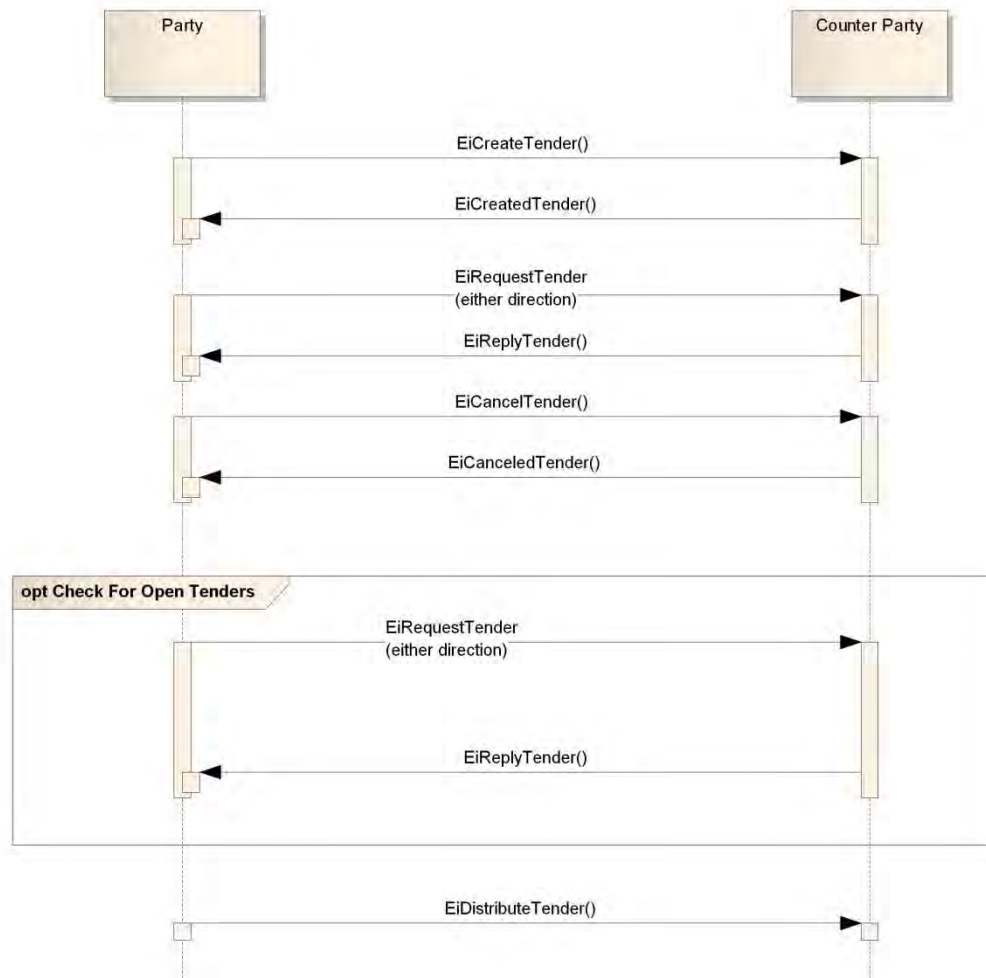 Party
Counter Party
EiCreateTender()
EiCreatedTender()
EiRequestTender
(either direction)
EiReplyTender()
EiCancelTender()
EiCanceledTender()
opt Check For Open Tenders
EiRequestTender
(either direction)
EiReplyTender()
EiDistributeTender()